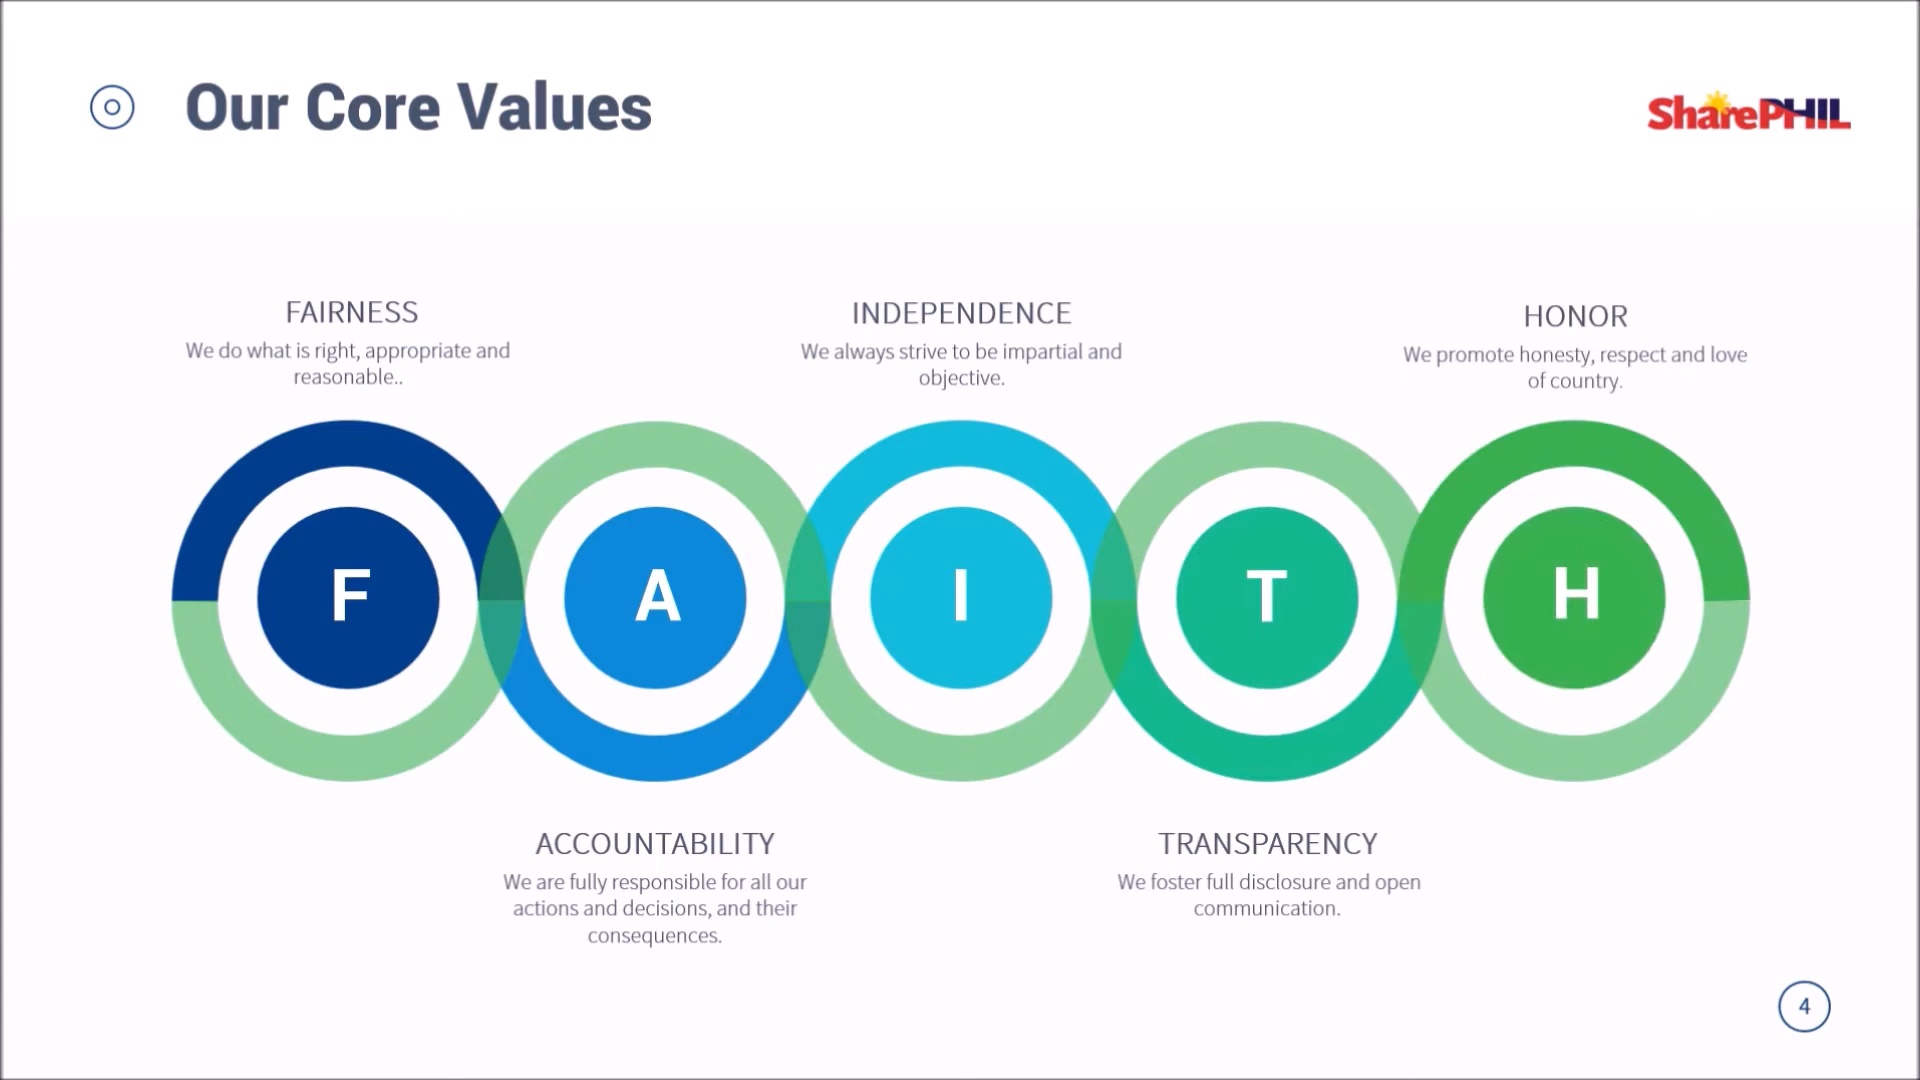 Our Core Values
SharePHIL
FAIRNESS
We do what is right, appropriate and
reasonable..
INDEPENDENCE
We always strive to be impartial and
objective.
HONOR
We promote honesty, respect and love
of country.
F A I T H
ACCOUNTABILITY
We are fully responsible for all our
actions and decisions, and their
consequences.
TRANSPARENCY
We foster full disclosure and open
communication.
4